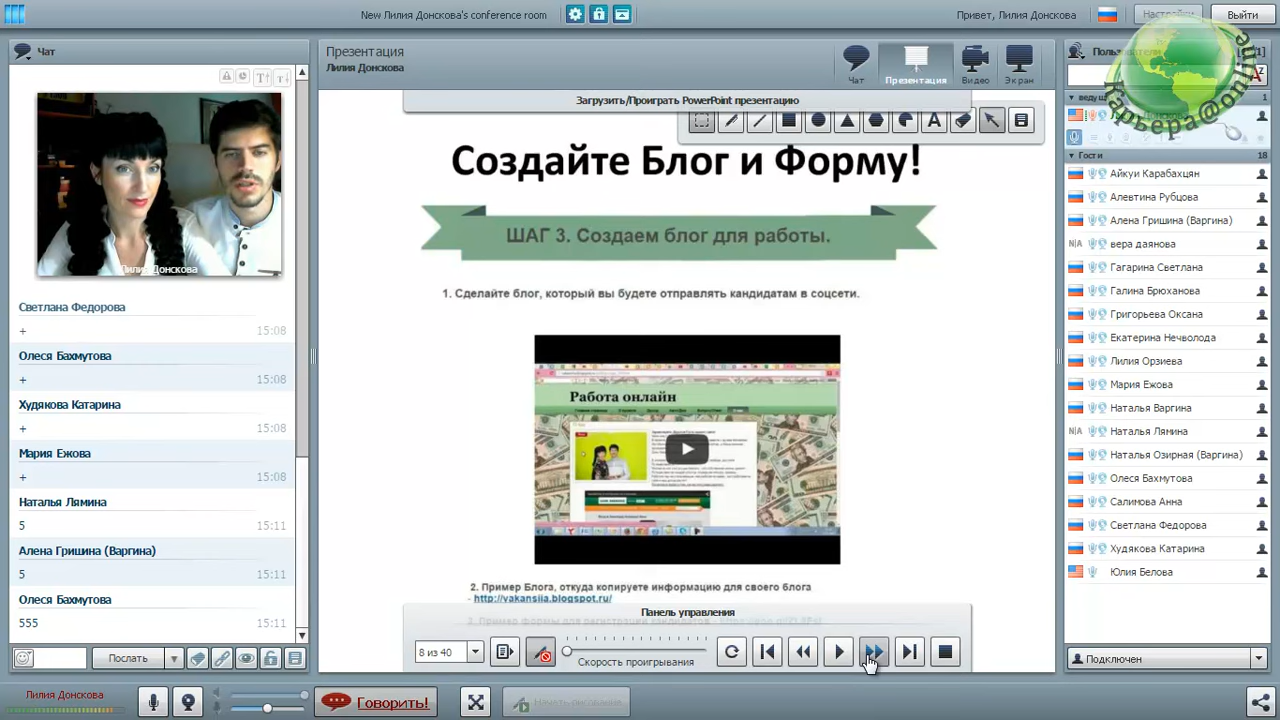 New Лилия Донскова's conference room
Привет, Лилия Донскова
Настройки
Выйти
Чат
Лилия Донскова
Светлана Федорова
+
15:08
Олеся Бахмутова
+
15:08
Худякова Катарина
+
15:08
Мария Ежова
15:08
Наталья Лямина
5
15:11
Алена Гришина (Варгина)
5
15:11
Олеся Бахмутова
555
15:11
Послать
Презентация
Лилия Донскова
Чат
Презентация
Видео
Экран
Загрузить/Проиграть PowerPoint презентацию
Создайте Блог и Форму!
ШАГ 3. Создаем блог для работы.
1. Сделайте блог, который вы будете отправлять кандидатам в соцсети.
Работа онлайн
2. Пример Блога, откуда копируете информацию для своего блога
- http://vakansiia.blogspot.ru/
Панель управления
8 из 40
Скорость проигрывания
Карьера@online
1
Гости
18
Айкуи Карабахцян
Алевтина Рубцова
Алена Гришина (Варгина)
N/A
вера даянова
Гагарина Светлана
Галина Брюханова
Григорьева Оксана
Екатерина Нечволода
Лилия Орзиева
Мария Ежова
Наталья Варгина
N/A
Наталья Лямина
Наталья Озирная (Варгина)
Олеся Бахмутова
Салимова Анна
Светлана Федорова
Худякова Катарина
Юлия Белова
Подключен
Лилия Донскова
Говорить!